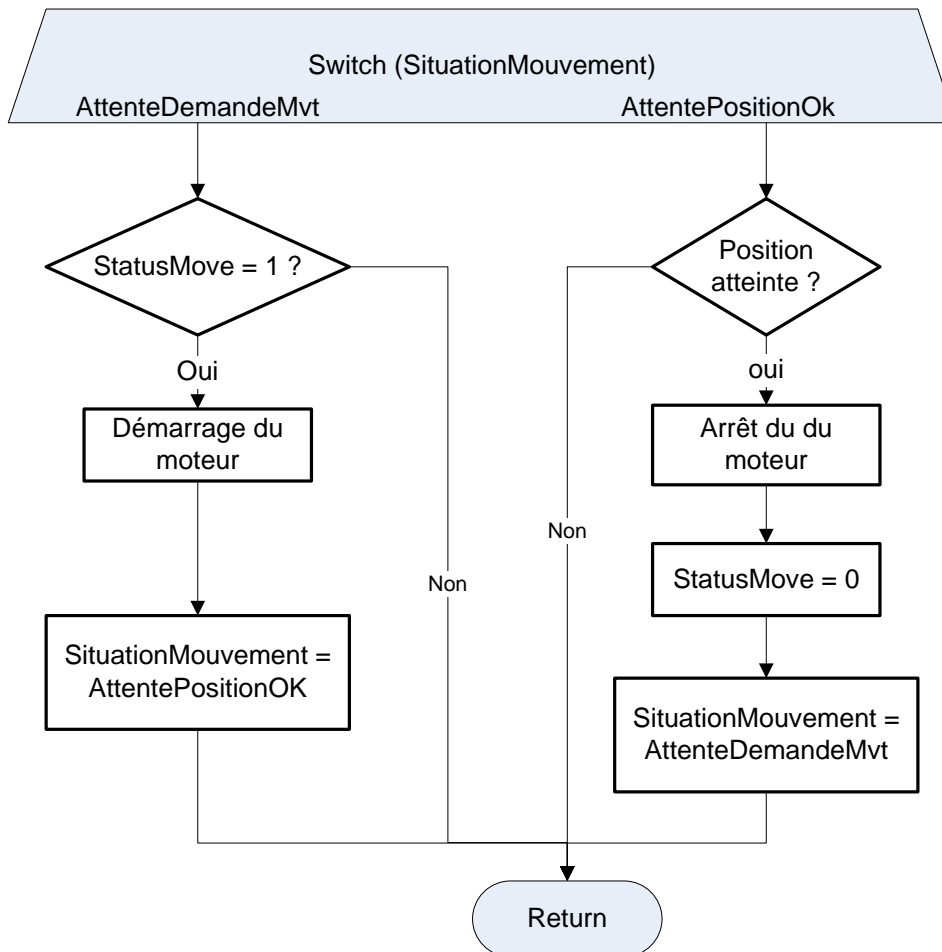 Switch (SituationMouvement)
AttenteDemandeMvt
AttentePositionOk
StatusMove = 1 ?
Position
atteinte ?
Oui
oui
Démarrage du
moteur
Arrêt du du
moteur
Non
Non
StatusMove = 0
SituationMouvement =
AttentePositionOK
SituationMouvement =
AttenteDemandeMvt
Return